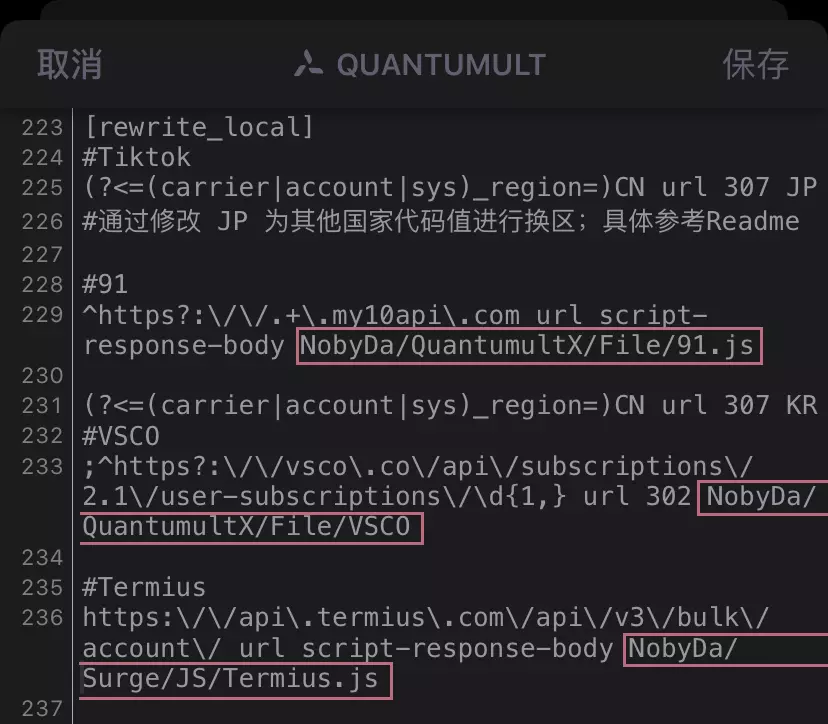 取消 QUANTUMULT 保存
223 [rewrite_local]
224 #Tiktok
225 (?<=(carrier|account|sys)_region=)CN url 307 JP
226 #通过修改 JP 为其他国家代码值进行换区；具体参考Readme
227
228 #91
229 ^https?:\/\/.+\.my10api\.com url script-
response-body NobyDa/QuantumultX/File/91.js
230
231 (?<=(carrier|account|sys)_region=)CN url 307 KR
232 #VSCO
233 ;^https?:\/\/vsco\.co\/api\/subscriptions\/
2.1\/user-subscriptions\/\d{1,} url 302 NobyDa/
QuantumultX/File/VSCO
234
235 #Termius
236 https:\/\/api\.termius\.com\/api\/v3\/bulk\/
account\/ url script-response-body NobyDa/
Surge/JS/Termius.js
237